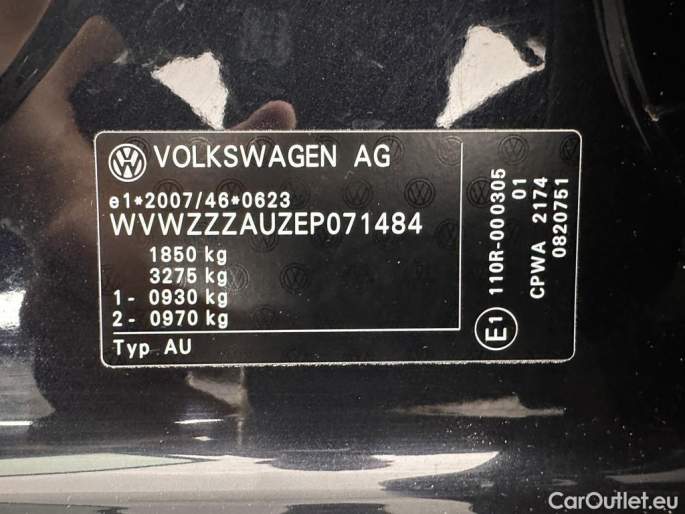 VOLKSWAGEN AG
e1*2007/46*0623
WVWZZZAUZEP071484
1850 kg
3275 kg
1- 0930 kg
2- 0970 kg
Typ AU
E1 110R-000305
01
CPWA 2174
0820751
CarOutlet.eu